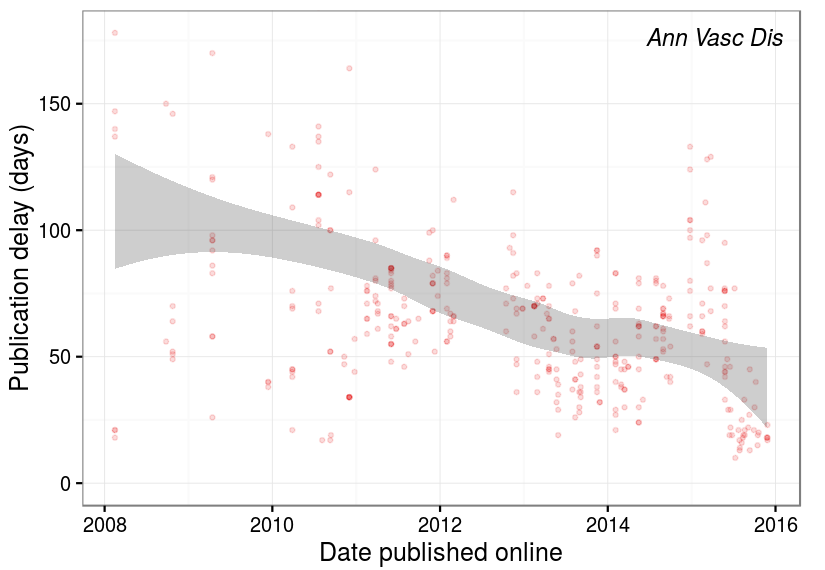 Ann Vasc Dis
Publication delay (days)
150
100
50
0
2008 2010 2012 2014 2016
Date published online